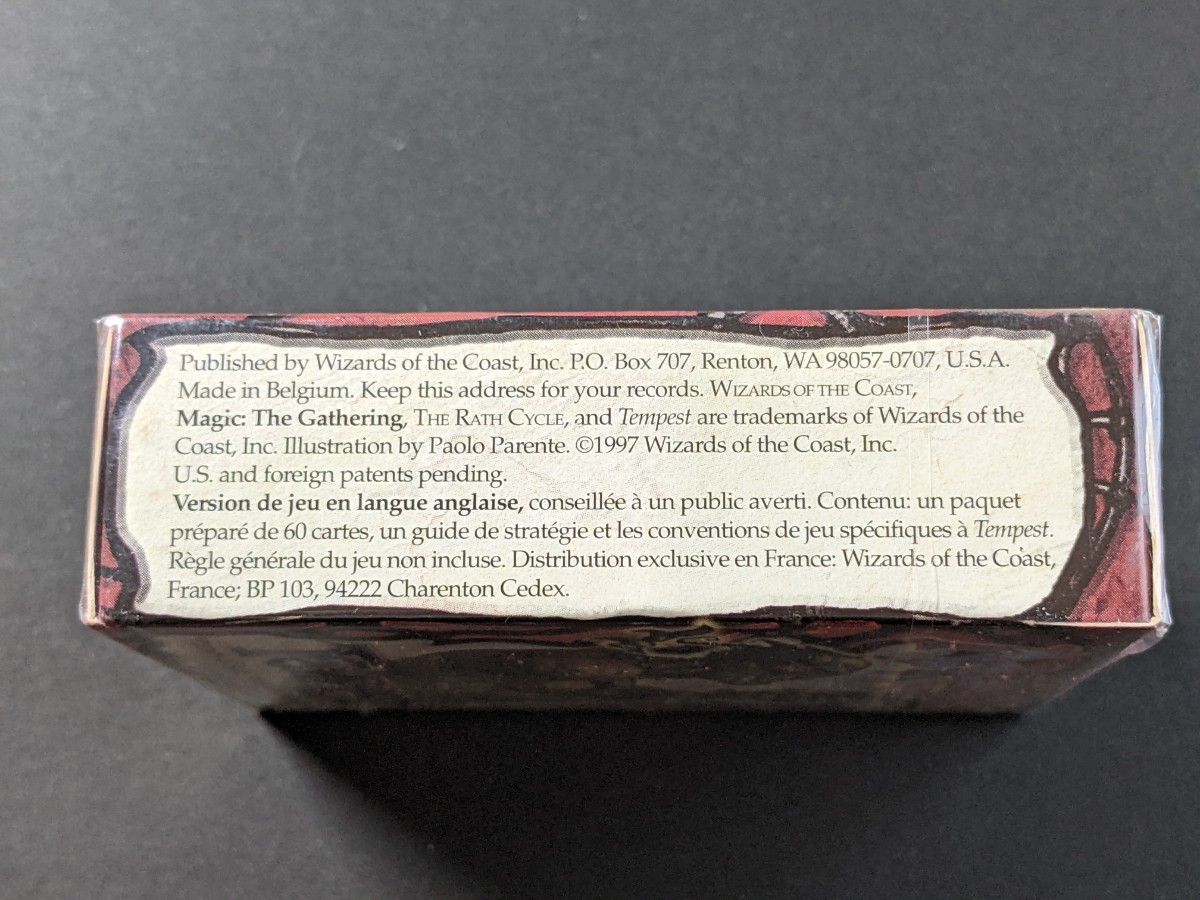 Published by Wizards of the Coast, Inc. P.O. Box 707, Renton, WA 98057-0707, U.S.A.
Made in Belgium. Keep this address for your records. WIZARDS OF THE COAST,
Magic: The Gathering, THE RATH CYCLE, and Tempest are trademarks of Wizards of the
Coast, Inc. Illustration by Paolo Parente. ©1997 Wizards of the Coast, Inc.
U.S. and foreign patents pending.
Version de jeu en langue anglaise, conseillée à un public averti. Contenu: un paquet
préparé de 60 cartes, un guide de stratégie et les conventions de jeu spécifiques à Tempest.
Règle générale du jeu non incluse. Distribution exclusive en France: Wizards of the Coast,
France; BP 103, 94222 Charenton Cedex.